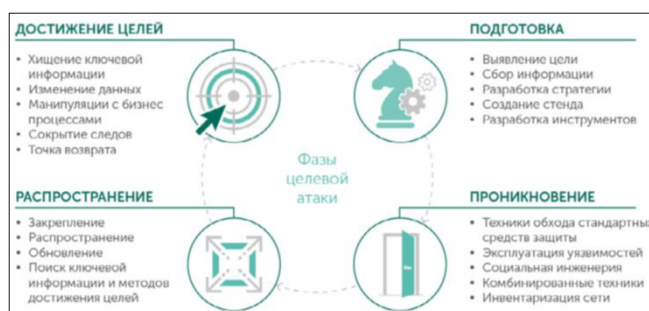 ДОСТИЖЕНИЕ ЦЕЛЕЙ
• Хищение ключевой
информации
• Изменение данных
• Манипуляции с бизнес
процессами
• Сокрытие следов
• Точка возврата
ПОДГОТОВКА
• Выявление цели
• Сбор информации
• Разработка стратегии
• Создание стенда
• Разработка инструментов
Фазы
целевой
атаки
РАСПРОСТРАНЕНИЕ
• Закрепление
• Распространение
• Обновление
• Поиск ключевой
информации и методов
достижения целей
ПРОНИКНОВЕНИЕ
• Техники обхода стандартных
средств защиты
• Эксплуатация уязвимостей
• Социальная инженерия
• Комбинированные техники
• Инвентаризация сети